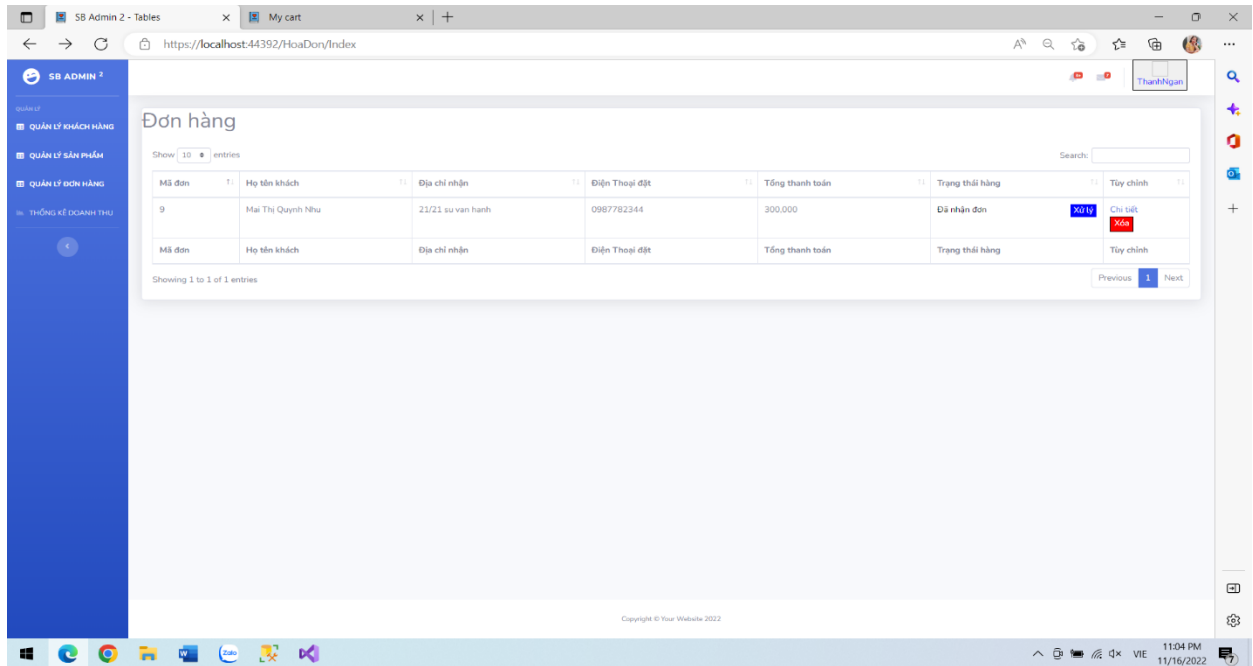 SB Admin 2 - Tables
My cart
https://localhost:44392/HoaDon/Index
SB ADMIN 2
ThanhNgan
QUẢN LÝ
QUẢN LÝ KHÁCH HÀNG
QUẢN LÝ SẢN PHẨM
QUẢN LÝ ĐƠN HÀNG
THỐNG KÊ DOANH THU
Đơn hàng
Show 10 entries
Search:
Mã đơn Họ tên khách Địa chỉ nhận Điện Thoại đặt Tổng thanh toán Trạng thái hàng Tùy chỉnh
9 Mai Thị Quynh Nhu 21/21 su van hanh 0987782344 300,000 Đã nhận đơn Xử lý Chi tiết
Xóa
Mã đơn Họ tên khách Địa chỉ nhận Điện Thoại đặt Tổng thanh toán Trạng thái hàng Tùy chỉnh
Showing 1 to 1 of 1 entries
Previous 1 Next
Copyright © Your Website 2022
Zalo
VIE
11:04 PM
11/16/2022
7